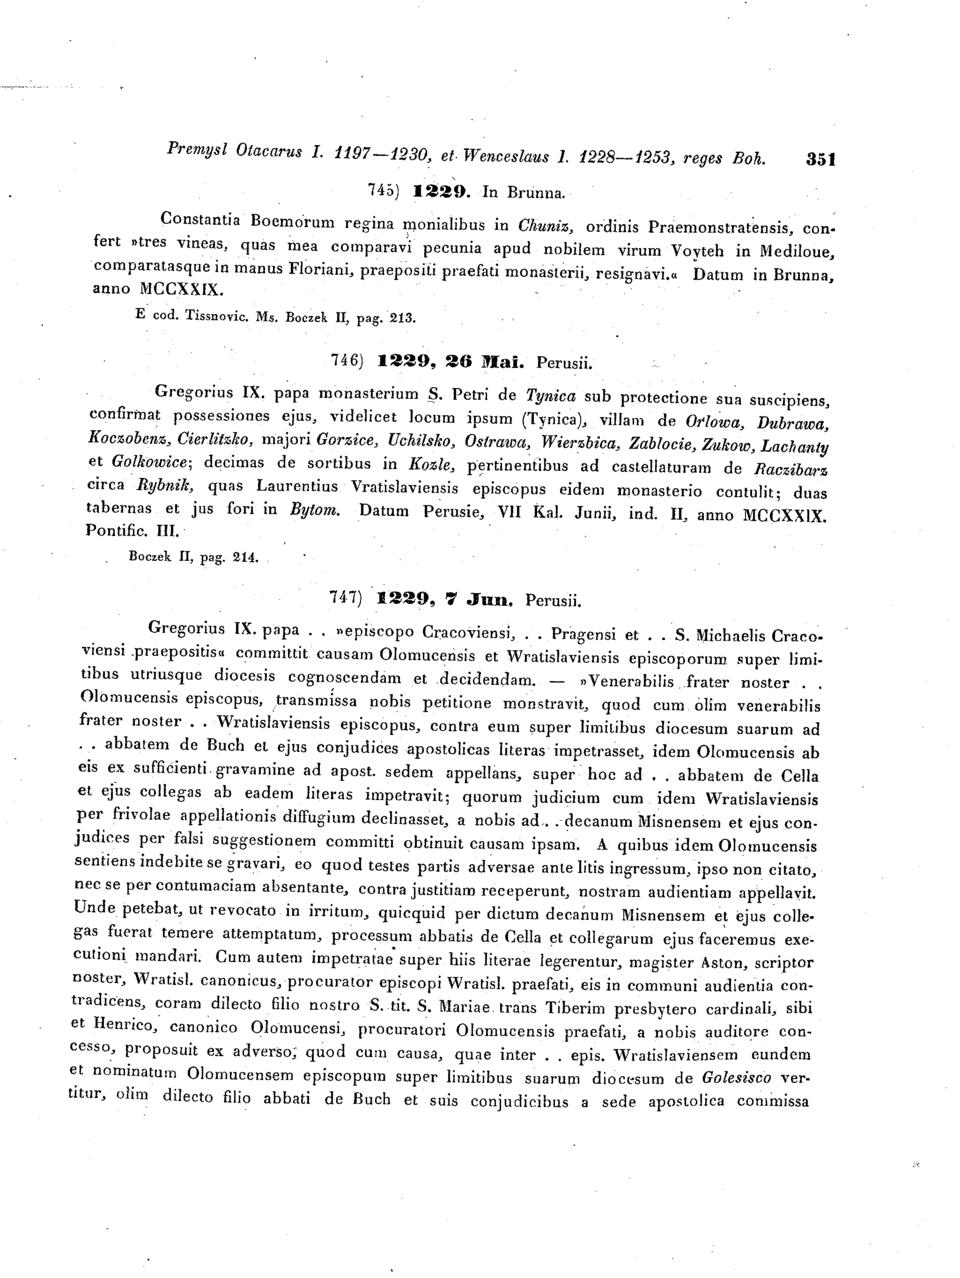 Premysl Otacarus I. 1197—1230, et Wenceslaus I. 1228—1253, reges Boh. 351
745) 1229. In Brunna.
Constantia Boemorum regina monialibus in Chuniz, ordinis Praemonstratensis, con-
fert »tres vineas, quas mea comparavi pecunia apud nobilem virum Voyteh in Mediloue,
comparatasque in manus Floriani, praepositi praefati monasterii, resignavi.« Datum in Brunna,
anno MCCXXIX.
E cod. Tissnovic. Ms. Boczek II, pag. 213.
746) 1229, 26 Mai. Perusii.
Gregorius IX. papa monasterium S. Petri de Tynica sub protectione sua suscipiens,
confirmat possessiones ejus, videlicet locum ipsum (Tynica), villam de Orlowa, Dubrawa,
Koczobenz, Cierlitzko, majori Gorzice, Uchilsko, Ostrawa, Wierzbica, Zablocie, Zukow, Lachanty
et Golkowice; decimas de sortibus in Kozle, pertinentibus ad castellaturam de Raczibarz
circa Rybnik, quas Laurentius Vratislaviensis episcopus eidem monasterio contulit; duas
tabernas et jus fori in Bytom. Datum Perusie, VII Kal. Junii, ind. II, anno MCCXXIX.
Pontific. III.
Boczek II, pag. 214.
747) 1229, 7 Jun. Perusii.
Gregorius IX. papa . . »episcopo Cracoviensi, . . Pragensi et . . S. Michaelis Craco-
viensi praepositis« committit causam Olomucensis et Wratislaviensis episcoporum super limi-
tibus utriusque diocesis cognoscendam et decidendam. — »Venerabilis frater noster . .
Olomucensis episcopus, transmissa nobis petitione monstravit, quod cum olim venerabilis
frater noster . . Wratislaviensis episcopus, contra eum super limitibus diocesum suarum ad
. . abbatem de Buch et ejus conjudices apostolicas literas impetrasset, idem Olomucensis ab
eis ex sufficienti gravamine ad apost. sedem appellans, super hoc ad . . abbatem de Cella
et ejus collegas ab eadem literas impetravit; quorum judicium cum idem Wratislaviensis
per frivolae appellationis diffugium declinasset, a nobis ad . . decanum Misnensem et ejus con-
judices per falsi suggestionem committi obtinuit causam ipsam. A quibus idem Olomucensis
sentiens indebite se gravari, eo quod testes partis adversae ante litis ingressum, ipso non citato,
nec se per contumaciam absentante, contra justitiam receperunt, nostram audientiam appellavit.
Unde petebat, ut revocato in irritum, quicquid per dictum decanum Misnensem et ejus colle-
gas fuerat temere attemptatum, processum abbatis de Cella et collegarum ejus faceremus exe-
cutioni mandari. Cum autem impetratae super hiis literae legerentur, magister Aston, scriptor
noster, Wratisl. canonicus, procurator episcopi Wratisl. praefati, eis in communi audientia con-
tradicens, coram dilecto filio nostro S. tit. S. Mariae trans Tiberim presbytero cardinali, sibi
et Henrico, canonico Olomucensi, procuratori Olomucensis praefati, a nobis auditore con-
cesso, proposuit ex adverso; quod cum causa, quae inter . . epis. Wratislaviensem eundem
et nominatum Olomucensem episcopum super limitibus suarum diocesum de Golesisco ver-
titur, olim dilecto filio abbati de Buch et suis conjudicibus a sede apostolica commissa